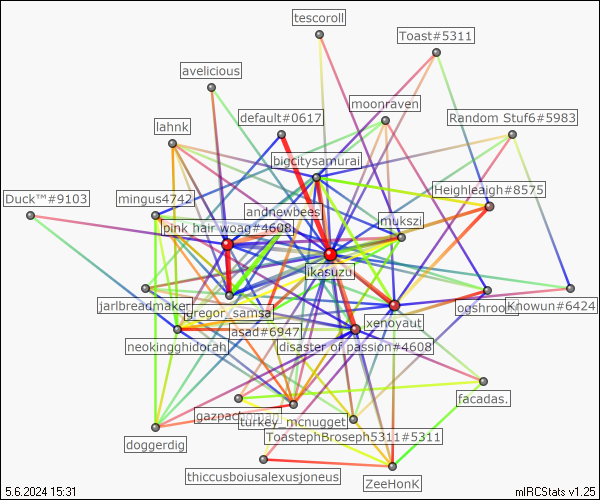 tescoroll
Toast#5311
avelicious
moonraven
default#0617
Random Stuf6#5983
lahnk
bigcitysamurai
Heighleaigh#8575
Duck™#9103
mingus4742
andnewbees
mukszi
pink hair woag#4608
ikasuzu
jarlbreadmaker
gregor_samsa
ogshroom
Knowun#6424
asad#6947
xenoyaut
neokingghidorah
disaster of passion#4608
facadas.
turkey_mcnugget
doggerdig
ToastephBroseph5311#5311
thiccusboiusalexusjoneus
ZeeHonK
5.6.2024 15:31
mIRCStats v1.25